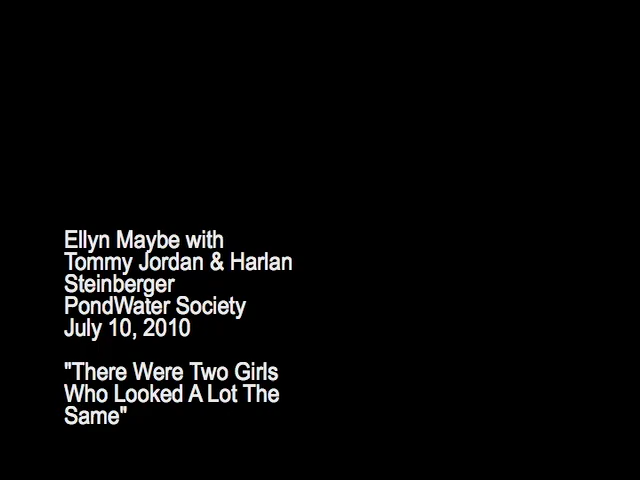 Ellyn Maybe with
Tommy Jordan & Harlan
Steinberger
PondWater Society
July 10, 2010
"There Were Two Girls
Who Looked A Lot The
Same"